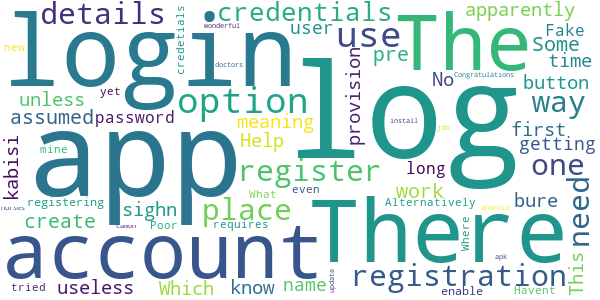 details
credentials
apparently
The
login
log
new
credetials
wonderful
doctors
user
use
Fake
Some
pre
time
No
Congratulations
button
way
unless
yet
option
provision
assumed
password
meaning
install
job
first
getting
app
Help
mine
kabisi
register
long
one
What
even
work
need
registering
nurses
sighn
place
Alternatively
There
bure
create
Poor
requires
Where
android
camon
account
registration
This
apk
tried
useless
Which
know
name
update
enable
Havent